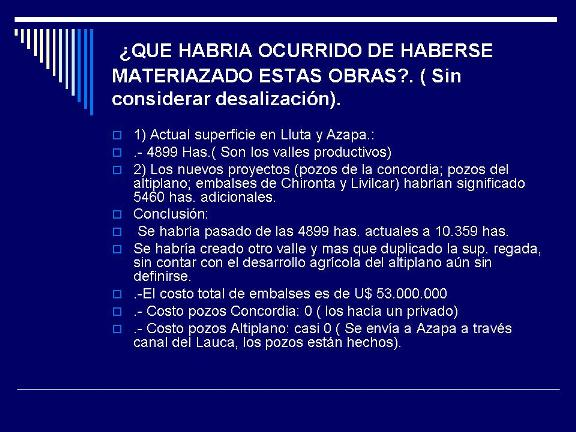 ¿QUE HABRIA OCURRIDO DE HABERSE
MATERIAZADO ESTAS OBRAS?. ( Sin
considerar desalización).
1) Actual superficie en Lluta y Azapa. :
. - 4899 Has.( Son los valles productivos)
2) Los nuevos proyectos (pozos de la concordia; pozos del
altiplano; embalses de Chironta y Livilcar) habrían significado
5460 has. adicionales.
Conclusión:
Se habría pasado de las 4899 has. actuales a 10.359 has.
Se habría creado otro valle y mas que duplicado la sup. regada,
sin contar con el desarrollo agrícola del altiplano aún sin
definirse.
. -El costo total de embalses es de U$ 53.000.000
. - Costo pozos Concordia: 0 ( los hacía un privado)
. - Costo pozos Altiplano: casi 0 ( Se envía a Azapa a través
canal del Lauca, los pozos están hechos).